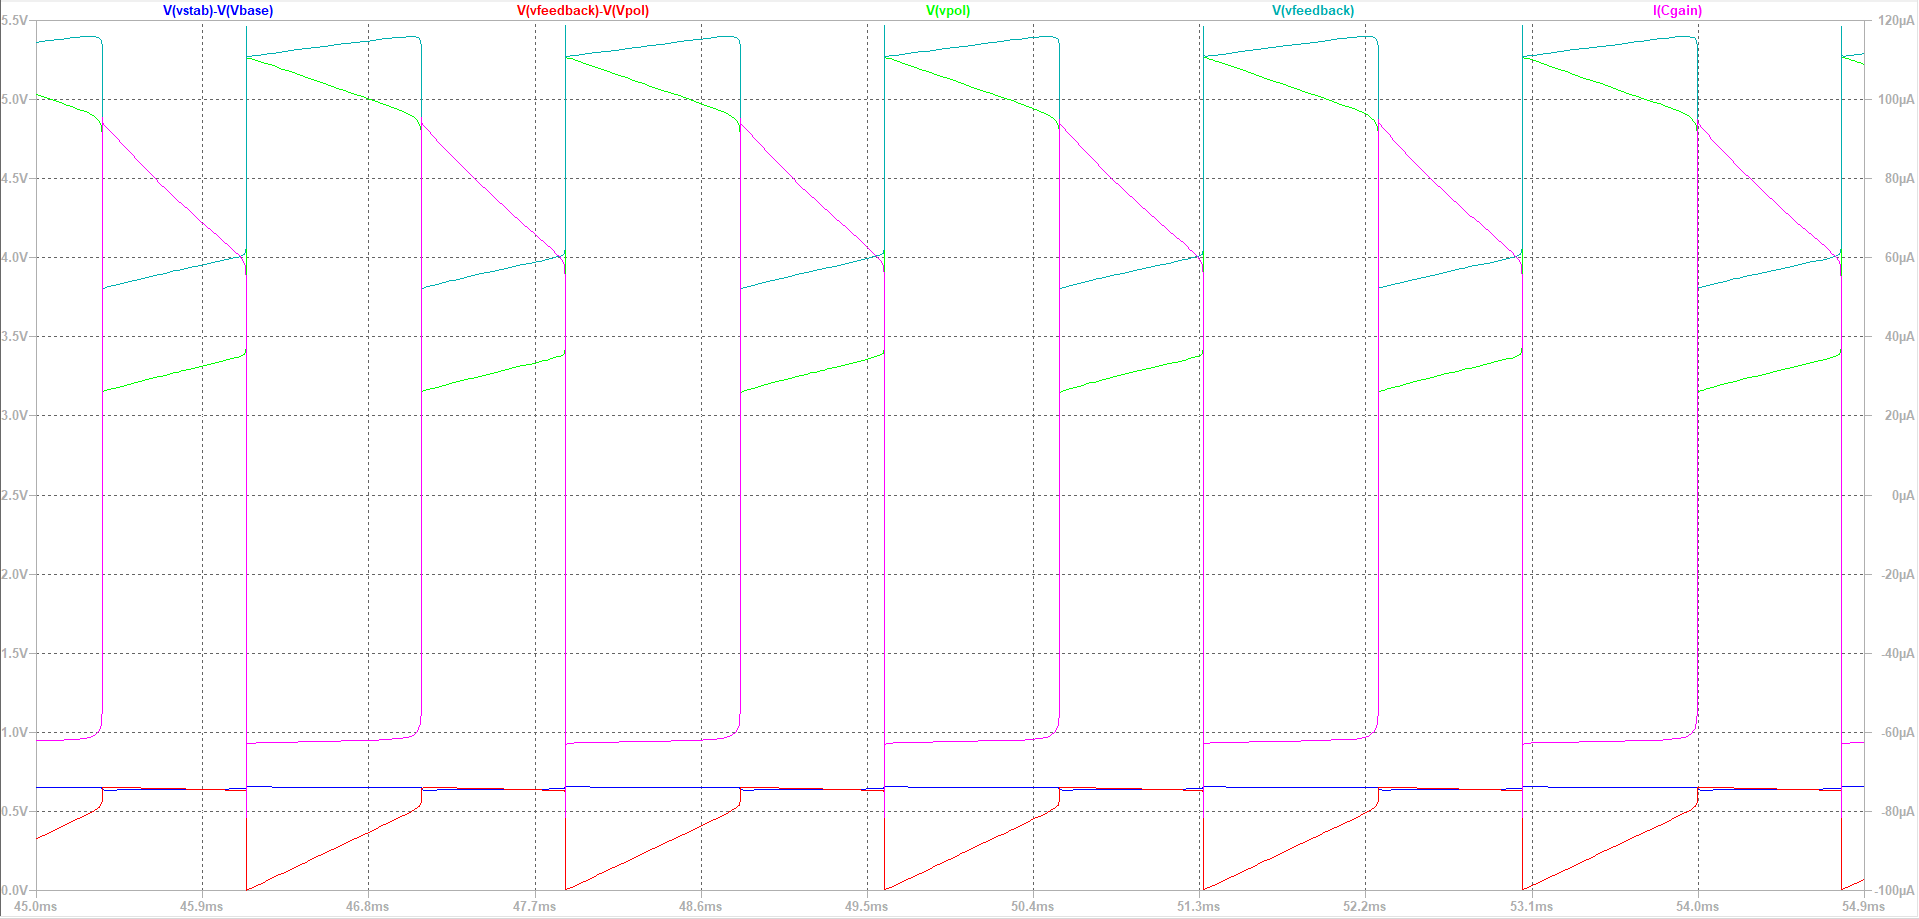 V(vstab)-V(Vbase) V(vfeedback)-V(Vpol) V(vpol) V(vfeedback) I(Cgain)
5.5V 120µA
5.0V 100µA
4.5V 80µA
4.0V 60µA
3.5V 40µA
3.0V 20µA
2.5V 0µA
2.0V -20µA
1.5V -40µA
1.0V -60µA
0.5V -80µA
0.0V -100µA
45.0ms 45.9ms 46.8ms 47.7ms 48.6ms 49.5ms 50.4ms 51.3ms 52.2ms 53.1ms 54.0ms 54.9ms